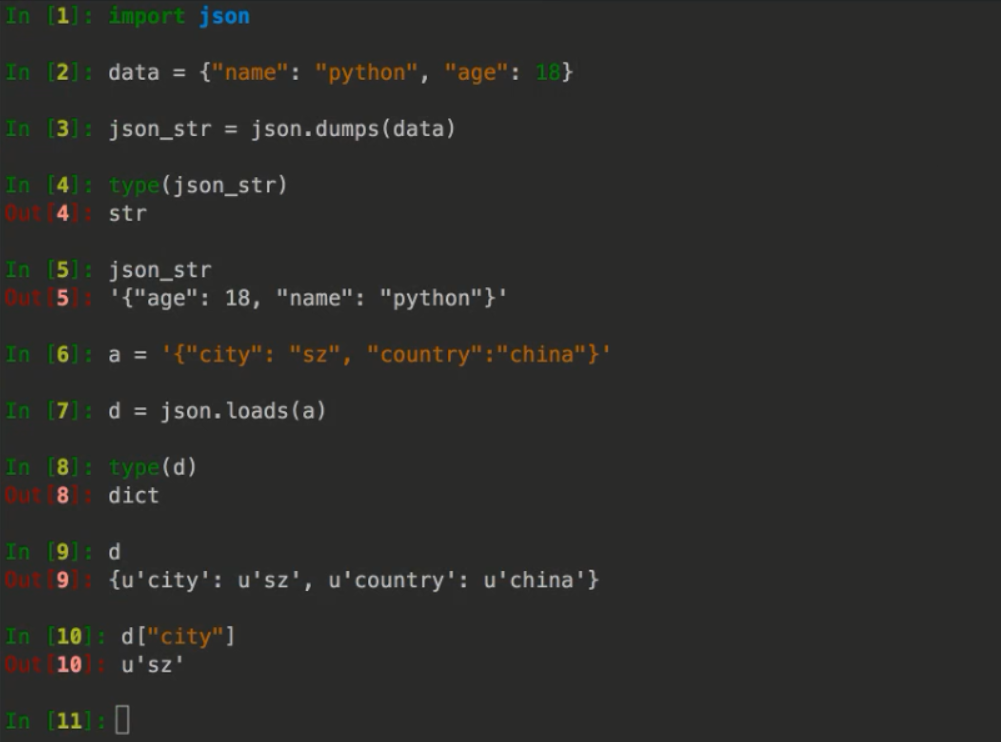 In [1]: import json
In [2]: data = {"name": "python", "age": 18}
In [3]: json_str = json.dumps(data)
In [4]: type(json_str)
Out[4]: str
In [5]: json_str
Out[5]: '{"age": 18, "name": "python"}'
In [6]: a = '{"city": "sz", "country":"china"}'
In [7]: d = json.loads(a)
In [8]: type(d)
Out[8]: dict
In [9]: d
Out[9]: {u'city': u'sz', u'country': u'china'}
In [10]: d["city"]
Out[10]: u'sz'
In [11]: